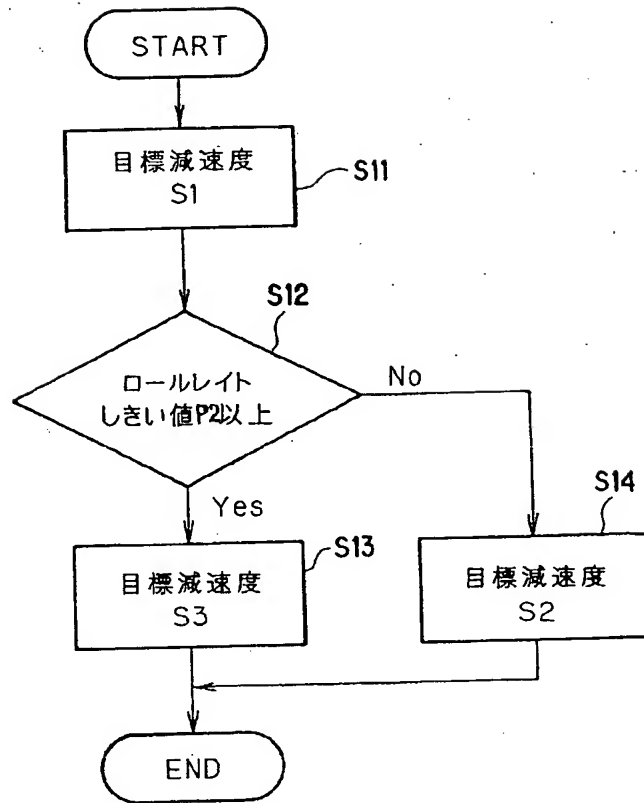 START
目標減速度
S1
S11
S12
ロールレイト
しきい値P2以上
No
Yes
S13
S14
目標減速度
S3
目標減速度
S2
END